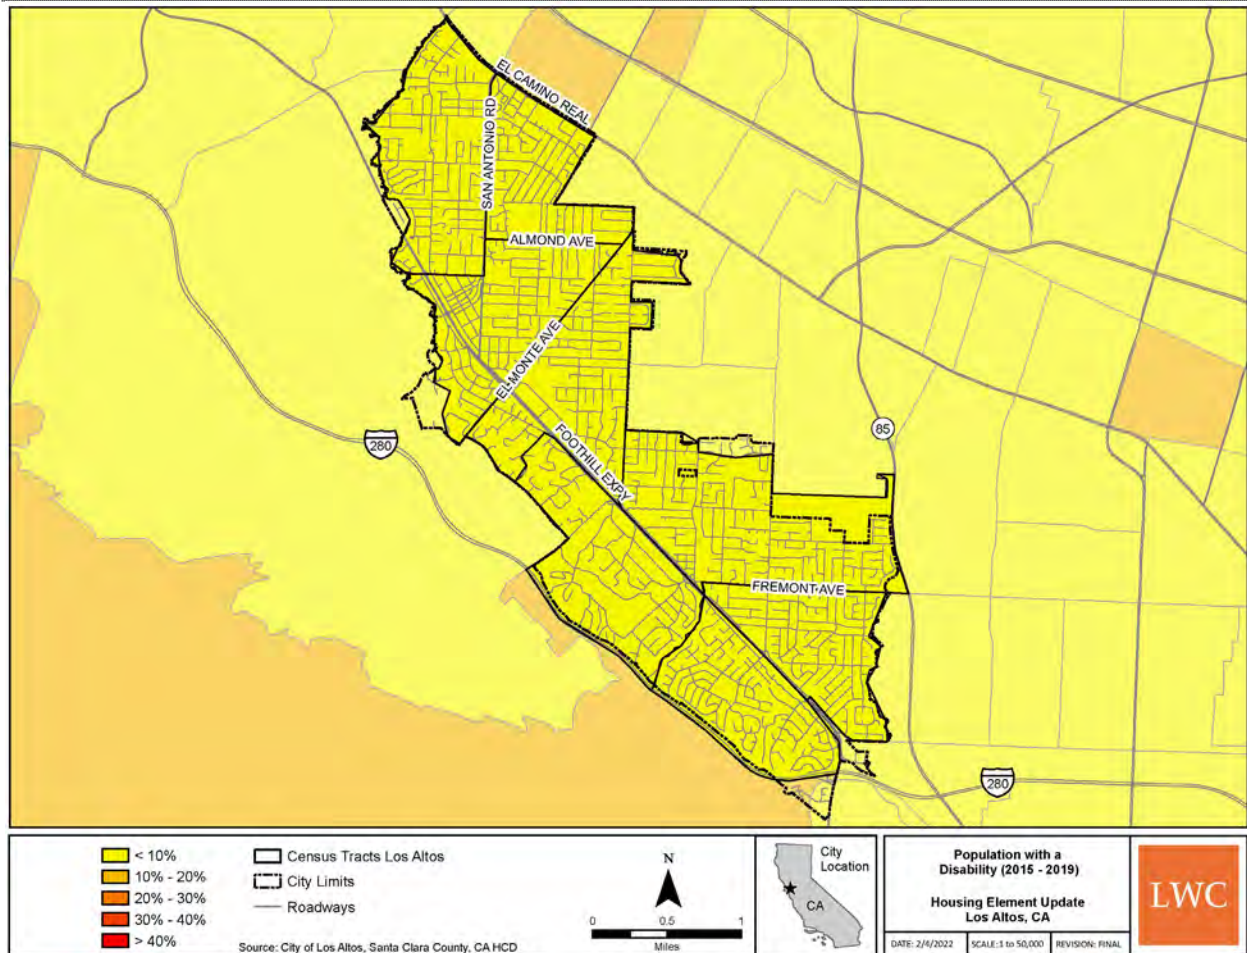 EL CAMINO REAL
SAN ANTONIO RD
ALMOND AVE
EL MONTE AVE
280
FOOTHILL EXPY
85
FREMONT AVE
280
< 10%
10% - 20%
20% - 30%
30% - 40%
> 40%
Census Tracts Los Altos
City Limits
Roadways
Source: City of Los Altos, Santa Clara County, CA HCD
N
0 0.5 1
Miles
City
Location
CA
Population with a
Disability (2015 - 2019)
Housing Element Update
Los Altos, CA
DATE: 2/4/2022
SCALE:1 to 50,000
REVISION: FINAL
LWC